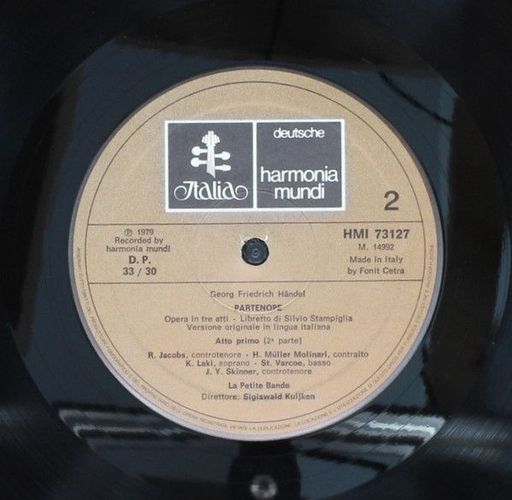 Italia
deutsche
harmonia
mundi
2
Ⓟ 1979
Recorded by
harmonia mundi
D. P.
33 / 30
HMI 73127
M. 14992
Made in Italy
by Fonit Cetra
Georg Friedrich Händel
PARTENOPE
Opera in tre atti - Libretto di Silvio Stampiglia
Versione originale in lingua italiana
Atto primo (2ª parte)
R. Jacobs, controtenore - H. Müller Molinari, contralto
K. Laki, soprano - St. Varcoe, basso
J. Y. Skinner, controtenore
La Petite Bande
Direttore: Sigiswald Kuijken